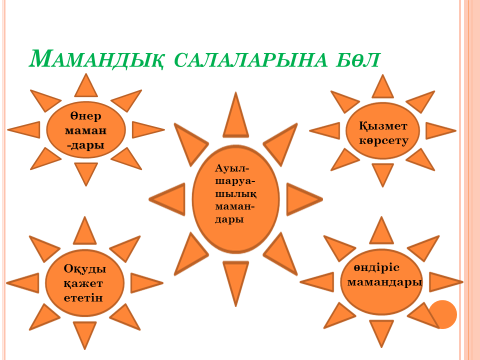 Мамандық салаларына бөл
Өнер
маман
-дары
Қызмет
көрсету
Ауыл-
шаруа-
шылық
маман-
дары
Оқуды
қажет
ететін
өндіріс
мамандары